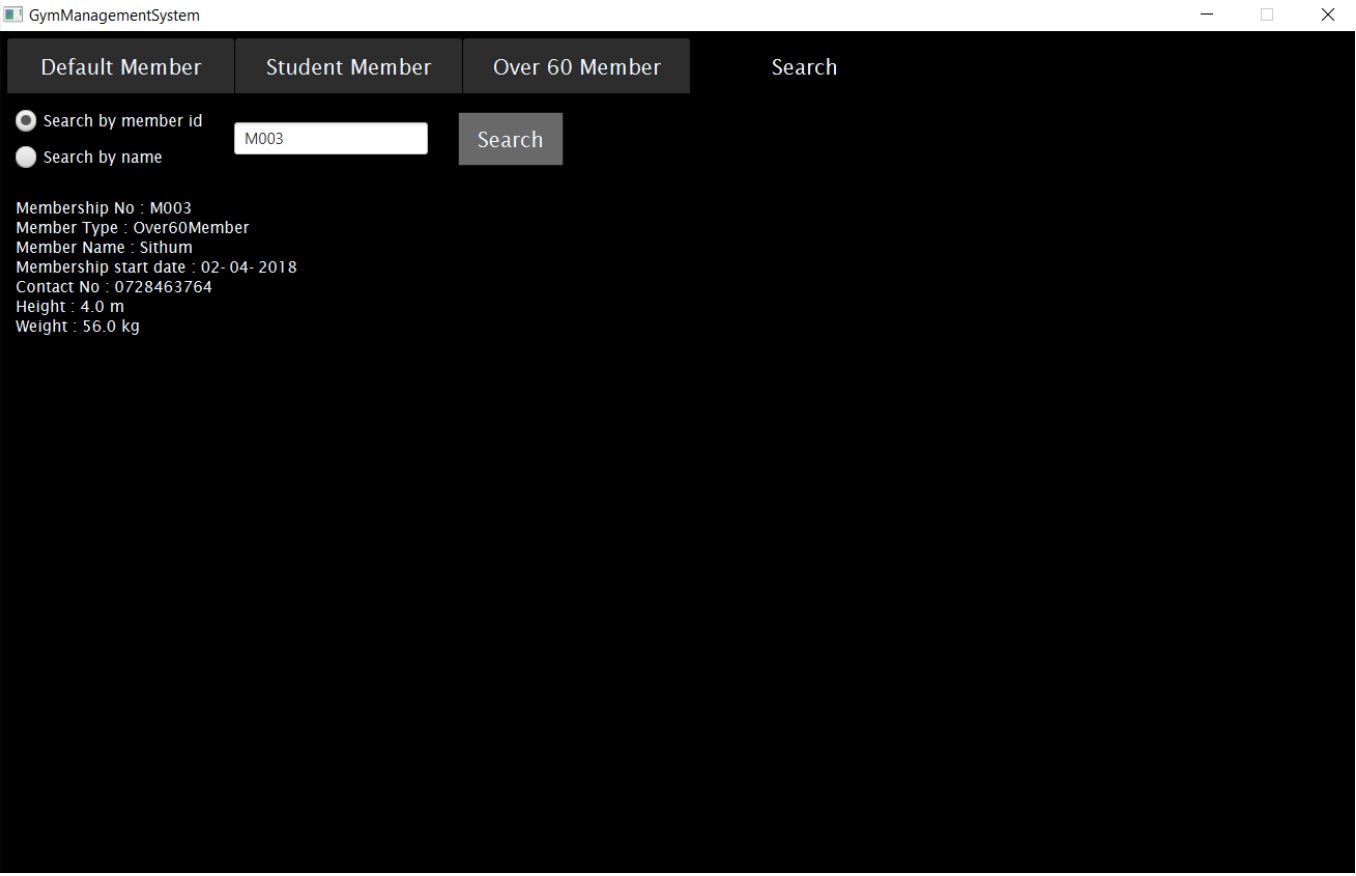 GymManagementSystem
Default Member Student Member Over 60 Member Search
Search by member id
M003
Search
Search by name
Membership No : M003
Member Type : Over60Member
Member Name : Sithum
Membership start date : 02- 04- 2018
Contact No : 0728463764
Height : 4.0 m
Weight : 56.0 kg